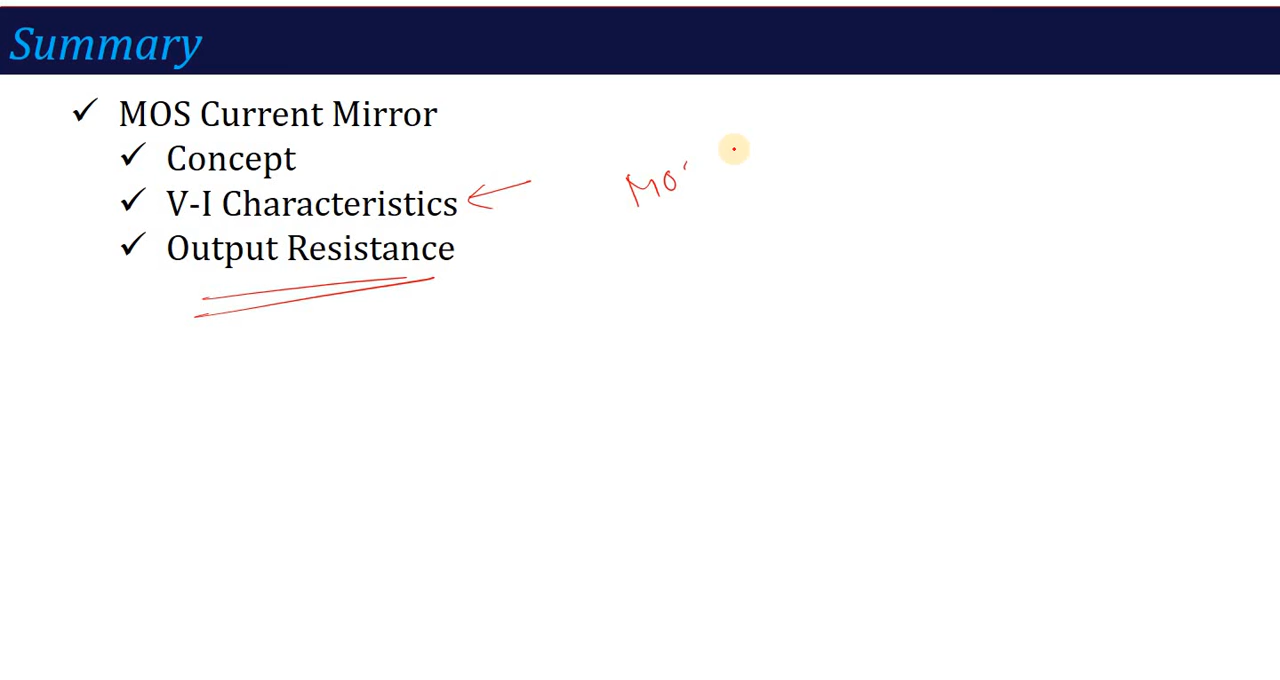 Summary
✓ MOS Current Mirror
✓ Concept
✓ V-I Characteristics
✓ Output Resistance